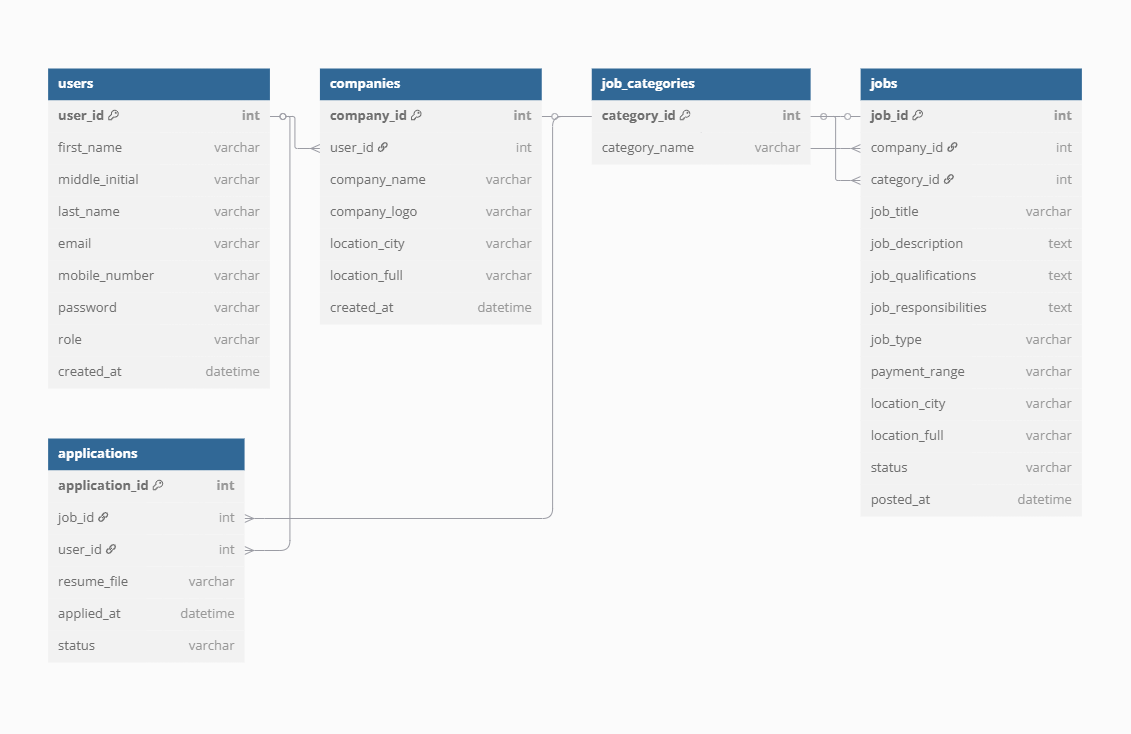 users
user_id int
first_name varchar
middle_initial varchar
last_name varchar
email varchar
mobile_number varchar
password varchar
role varchar
created_at datetime
companies
company_id int
user_id int
company_name varchar
company_logo varchar
location_city varchar
location_full varchar
created_at datetime
job_categories
category_id int
category_name varchar
jobs
job_id int
company_id int
category_id int
job_title varchar
job_description text
job_qualifications text
job_responsibilities text
job_type varchar
payment_range varchar
location_city varchar
location_full varchar
status varchar
posted_at datetime
applications
application_id int
job_id int
user_id int
resume_file varchar
applied_at datetime
status varchar